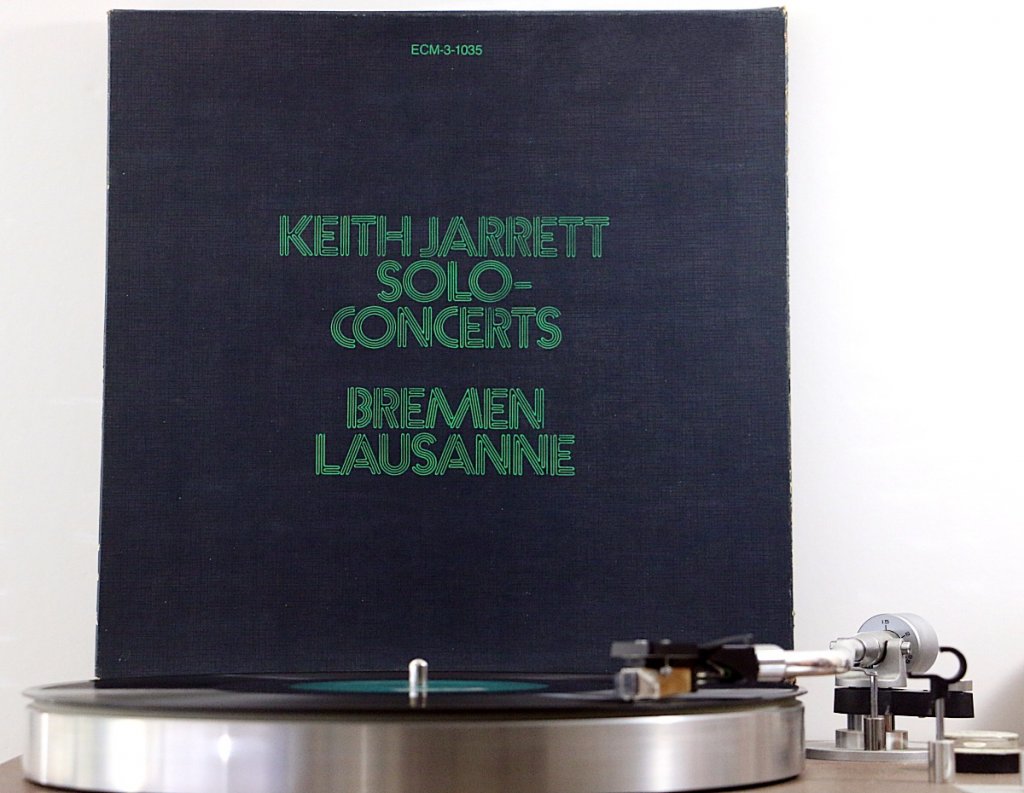 ECM-3-1035
KEITH JARRETT
SOLO-
CONCERTS
BREMEN
LAUSANNE